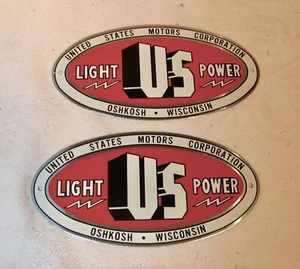 UNITED STATES MOTORS CORPORATION
LIGHT US POWER
OSHKOSH • WISCONSIN
UNITED STATES MOTORS CORPORATION
LIGHT US POWER
OSHKOSH • WISCONSIN